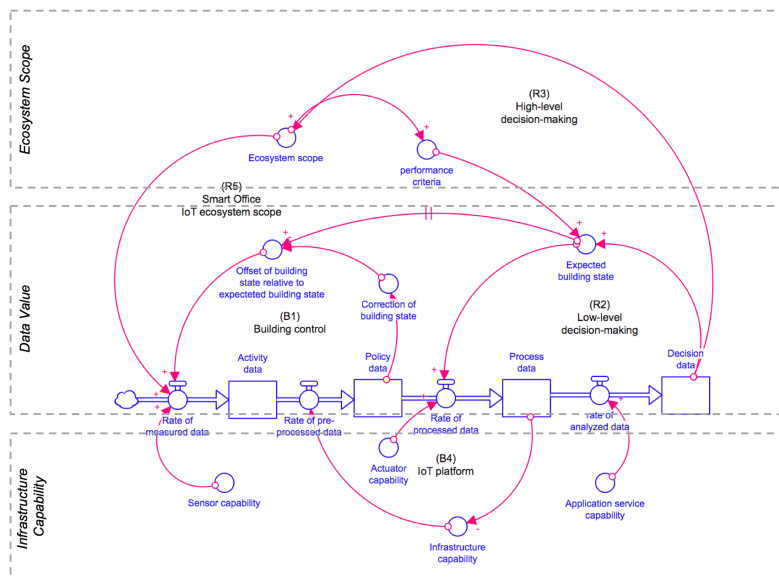 Ecosystem Scope
(R3)
High-level
decision-making
+
+
+
Ecosystem scope
performance
criteria
(R5)
Smart Office
IoT ecosystem scope
Data Value
+
-
+
+
Offset of building
state relative to
expecteted building state
Expected
building state
Correction of
building state
(B1)
Building control
(R2)
Low-level
decision-making
+
+
Activity
data
Policy
data
Process
data
Decision
data
+
+
+
+
Rate of
measured data
Rate of pre-
processed data
Rate of
processed data
rate of
analyzed data
Infrastructure
Capability
Actuator
capability
(B4)
IoT platform
Sensor capability
Application service
capability
Infrastructure
capability
-